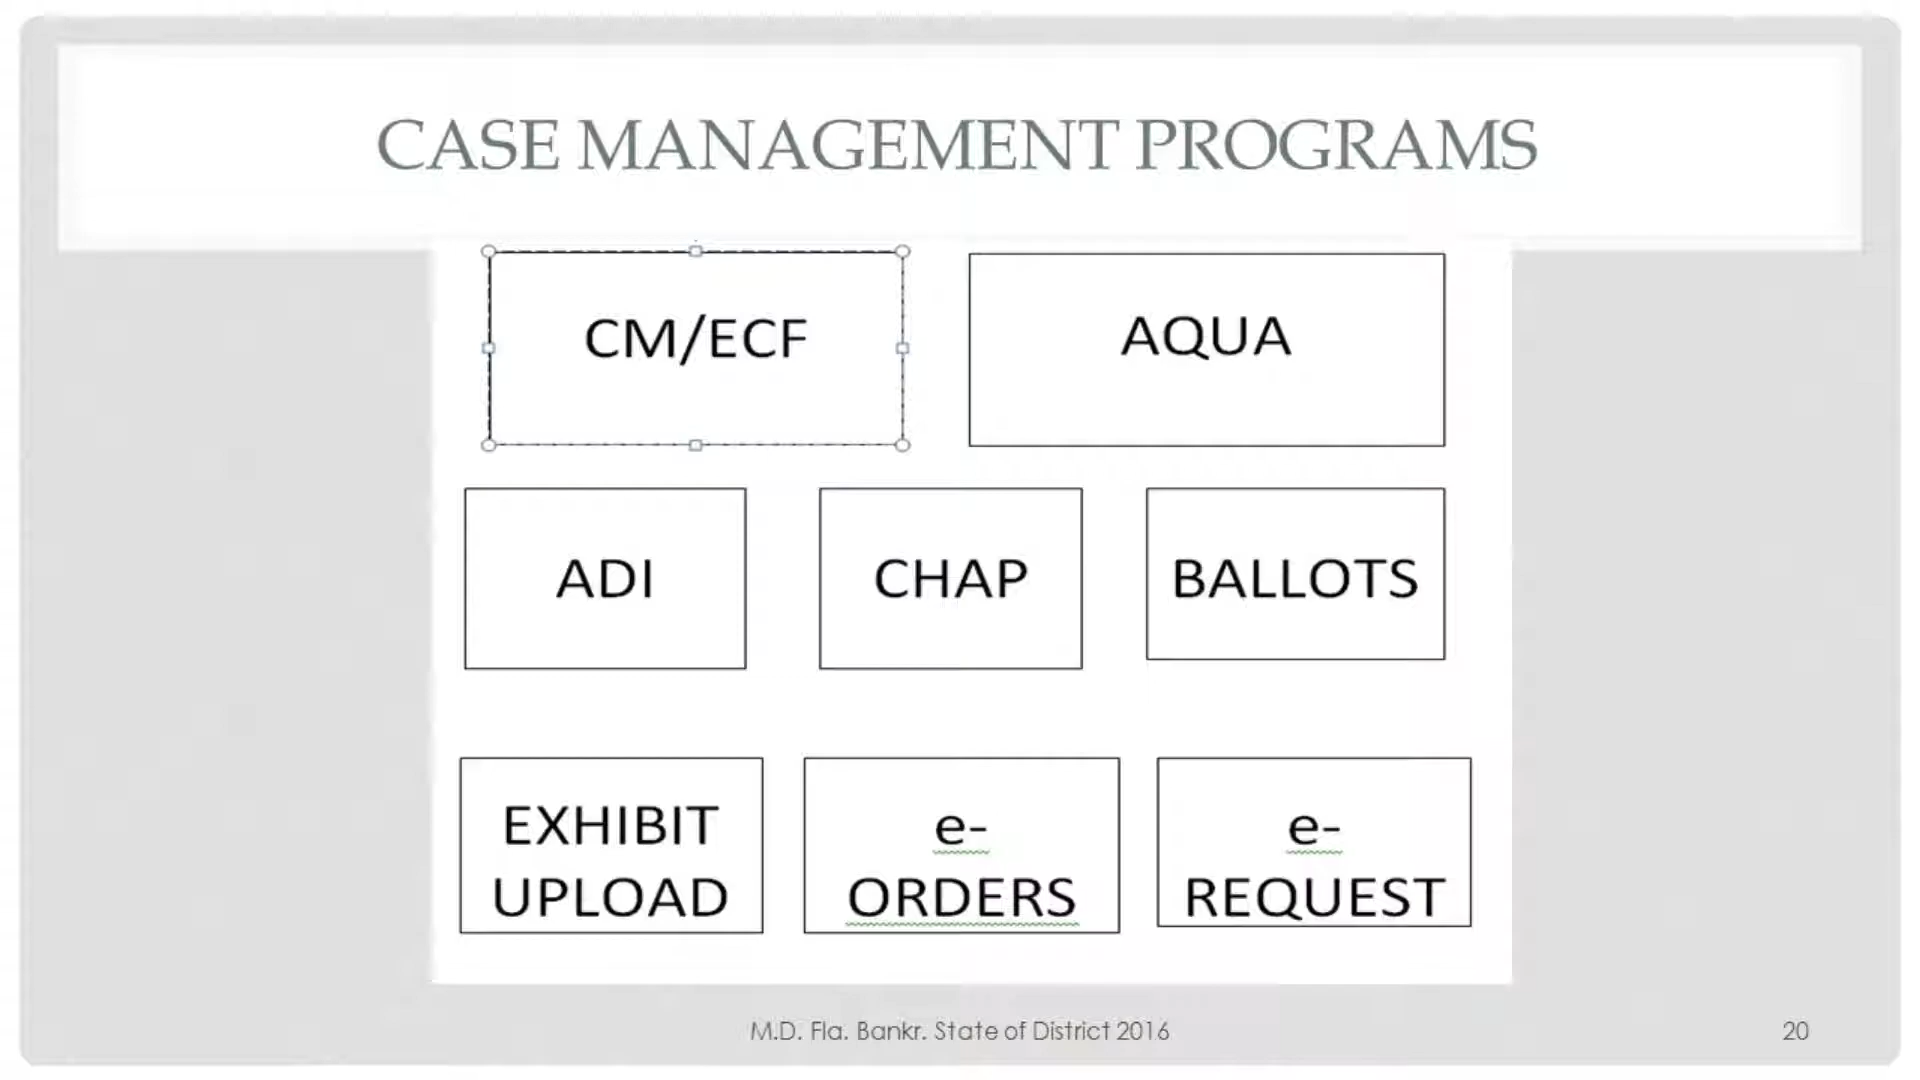 CASE MANAGEMENT PROGRAMS
CM/ECF
AQUA
ADI
CHAP
BALLOTS
EXHIBIT
UPLOAD
e-
ORDERS
e-
REQUEST
M.D. Fla. Bankr. State of District 2016
20